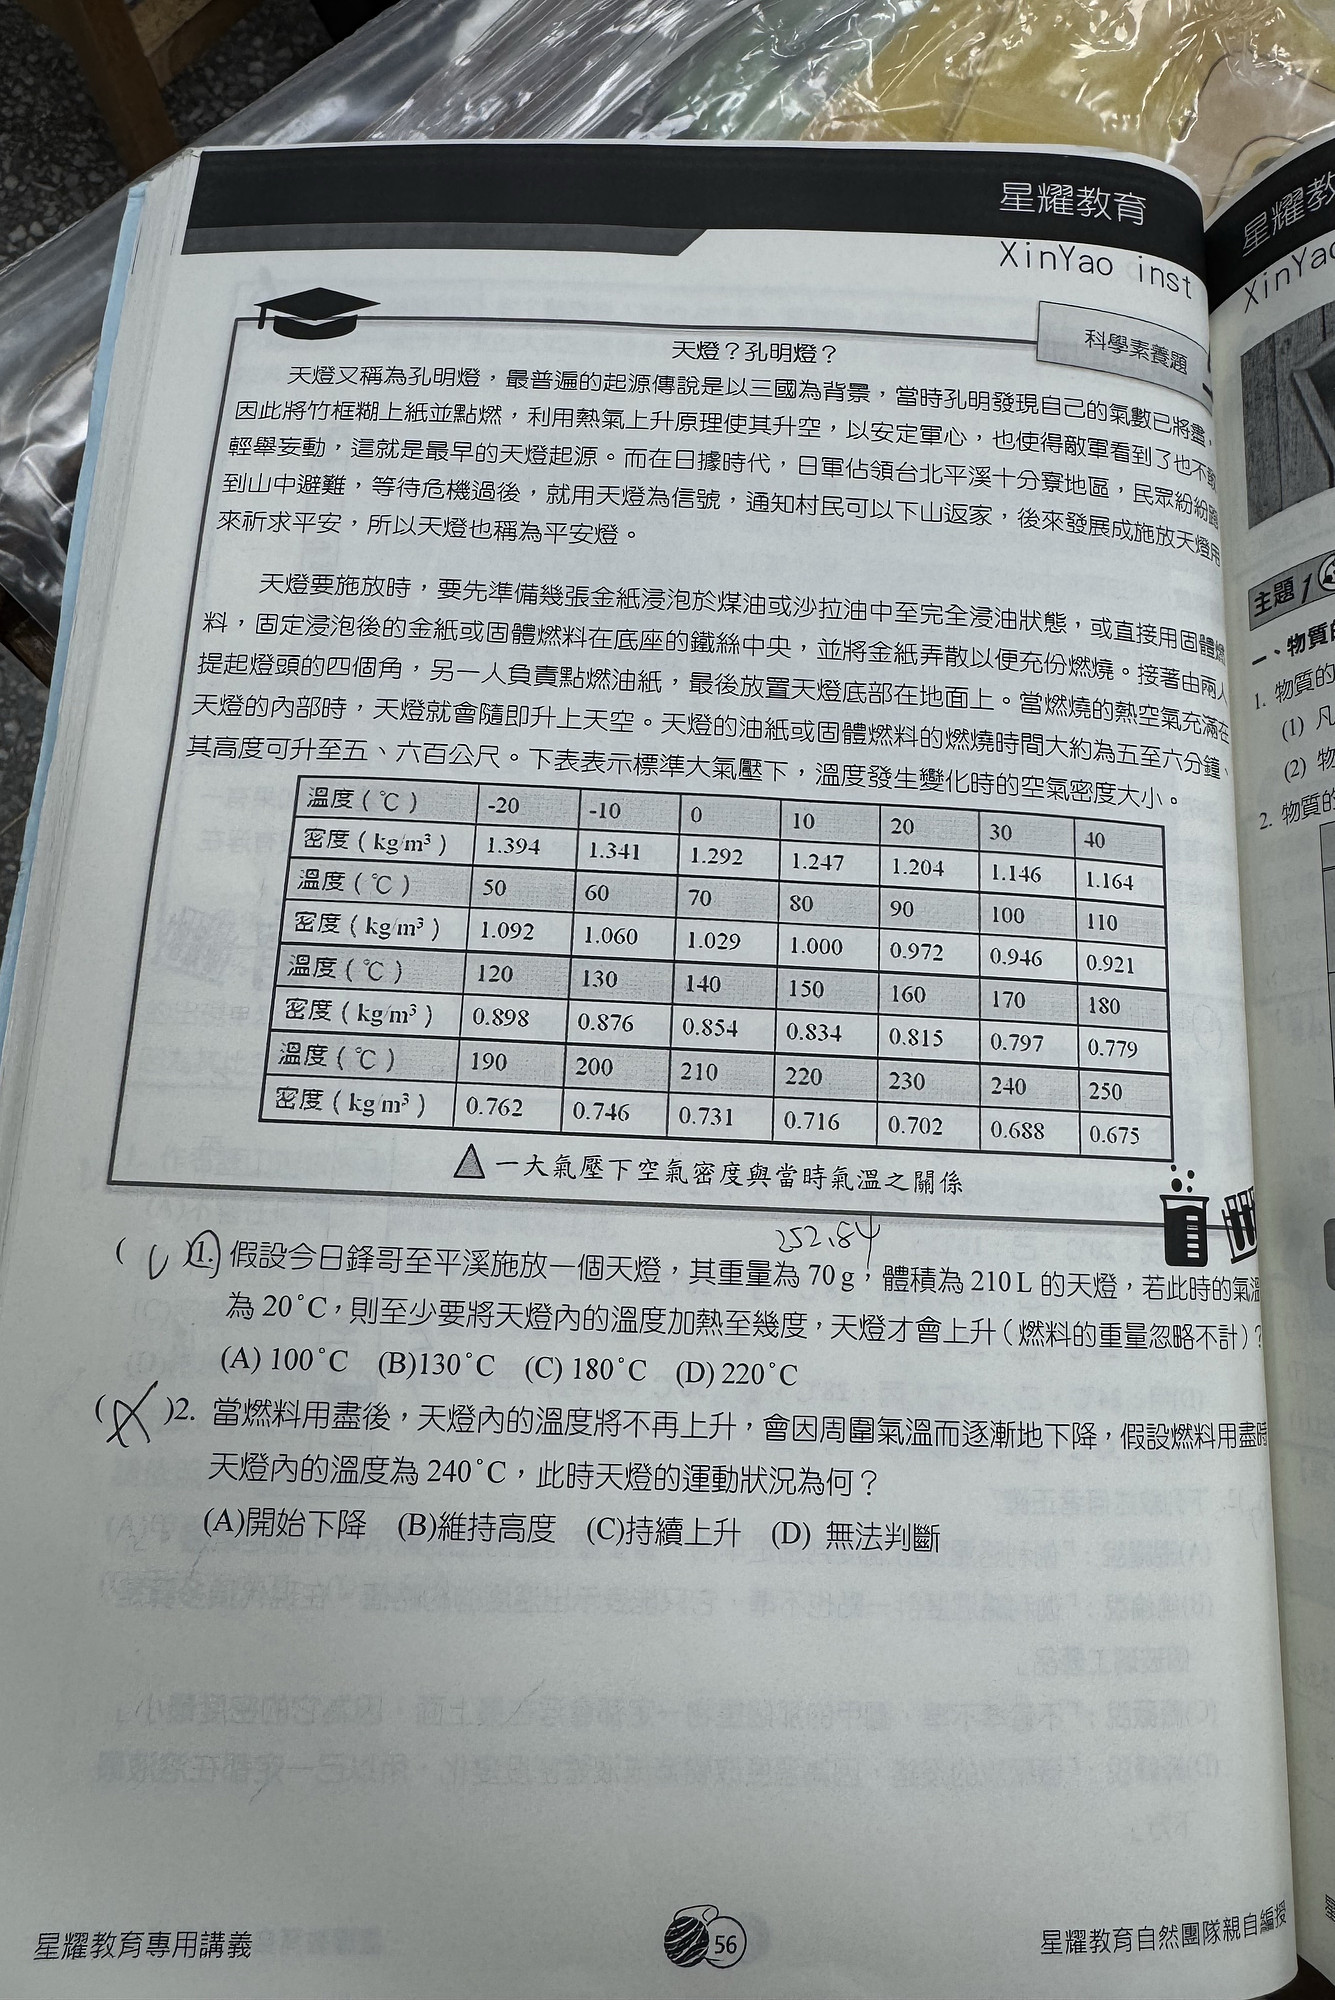 星耀教育
XinYao inst
科學素養題
天燈？孔明燈？
天燈又稱為孔明燈，最普遍的起源傳說是以三國為背景，當時孔明發現自己的氣數已將盡，
因此將竹框糊上紙並點燃，利用熱氣上升原理使其升空，以安定軍心，也使得敵軍看到了也不敢
輕舉妄動，這就是最早的天燈起源。而在日據時代，日軍佔領台北平溪十分寮地區，民眾紛紛跑
到山中避難，等待危機過後，就用天燈為信號，通知村民可以下山返家，後來發展成施放天燈用
來祈求平安，所以天燈也稱為平安燈。
天燈要施放時，要先準備幾張金紙浸泡於煤油或沙拉油中至完全浸油狀態，或直接用固體燃
料，固定浸泡後的金紙或固體燃料在底座的鐵絲中央，並將金紙弄散以便充份燃燒。接著由兩人
提起燈頭的四個角，另一人負責點燃油紙，最後放置天燈底部在地面上。當燃燒的熱空氣充滿在
天燈的內部時，天燈就會隨即升上天空。天燈的油紙或固體燃料的燃燒時間大約為五至六分鐘、
其高度可升至五、六百公尺。下表表示標準大氣壓下，溫度發生變化時的空氣密度大小。
溫度（℃） -20 -10 0 10 20 30 40
密度（kg/m³） 1.394 1.341 1.292 1.247 1.204 1.146 1.164
溫度（℃） 50 60 70 80 90 100 110
密度（kg/m³） 1.092 1.060 1.029 1.000 0.972 0.946 0.921
溫度（℃） 120 130 140 150 160 170 180
密度（kg/m³） 0.898 0.876 0.854 0.834 0.815 0.797 0.779
溫度（℃） 190 200 210 220 230 240 250
密度（kg/m³） 0.762 0.746 0.731 0.716 0.702 0.688 0.675
一大氣壓下空氣密度與當時氣溫之關係
252.84
( )1. 假設今日鋒哥至平溪施放一個天燈，其重量為 70 g，體積為 210 L 的天燈，若此時的氣溫
為 20°C，則至少要將天燈內的溫度加熱至幾度，天燈才會上升（燃料的重量忽略不計）？
(A) 100°C (B)130°C (C) 180°C (D) 220°C
( )2. 當燃料用盡後，天燈內的溫度將不再上升，會因周圍氣溫而逐漸地下降，假設燃料用盡時
天燈內的溫度為 240°C，此時天燈的運動狀況為何？
(A)開始下降 (B)維持高度 (C)持續上升 (D) 無法判斷
星耀教育專用講義
56
星耀教育自然團隊親自編授
星耀教
XinYao
主題 1
一、物質的
1. 物質的
(1) 凡
(2) 物
2. 物質的